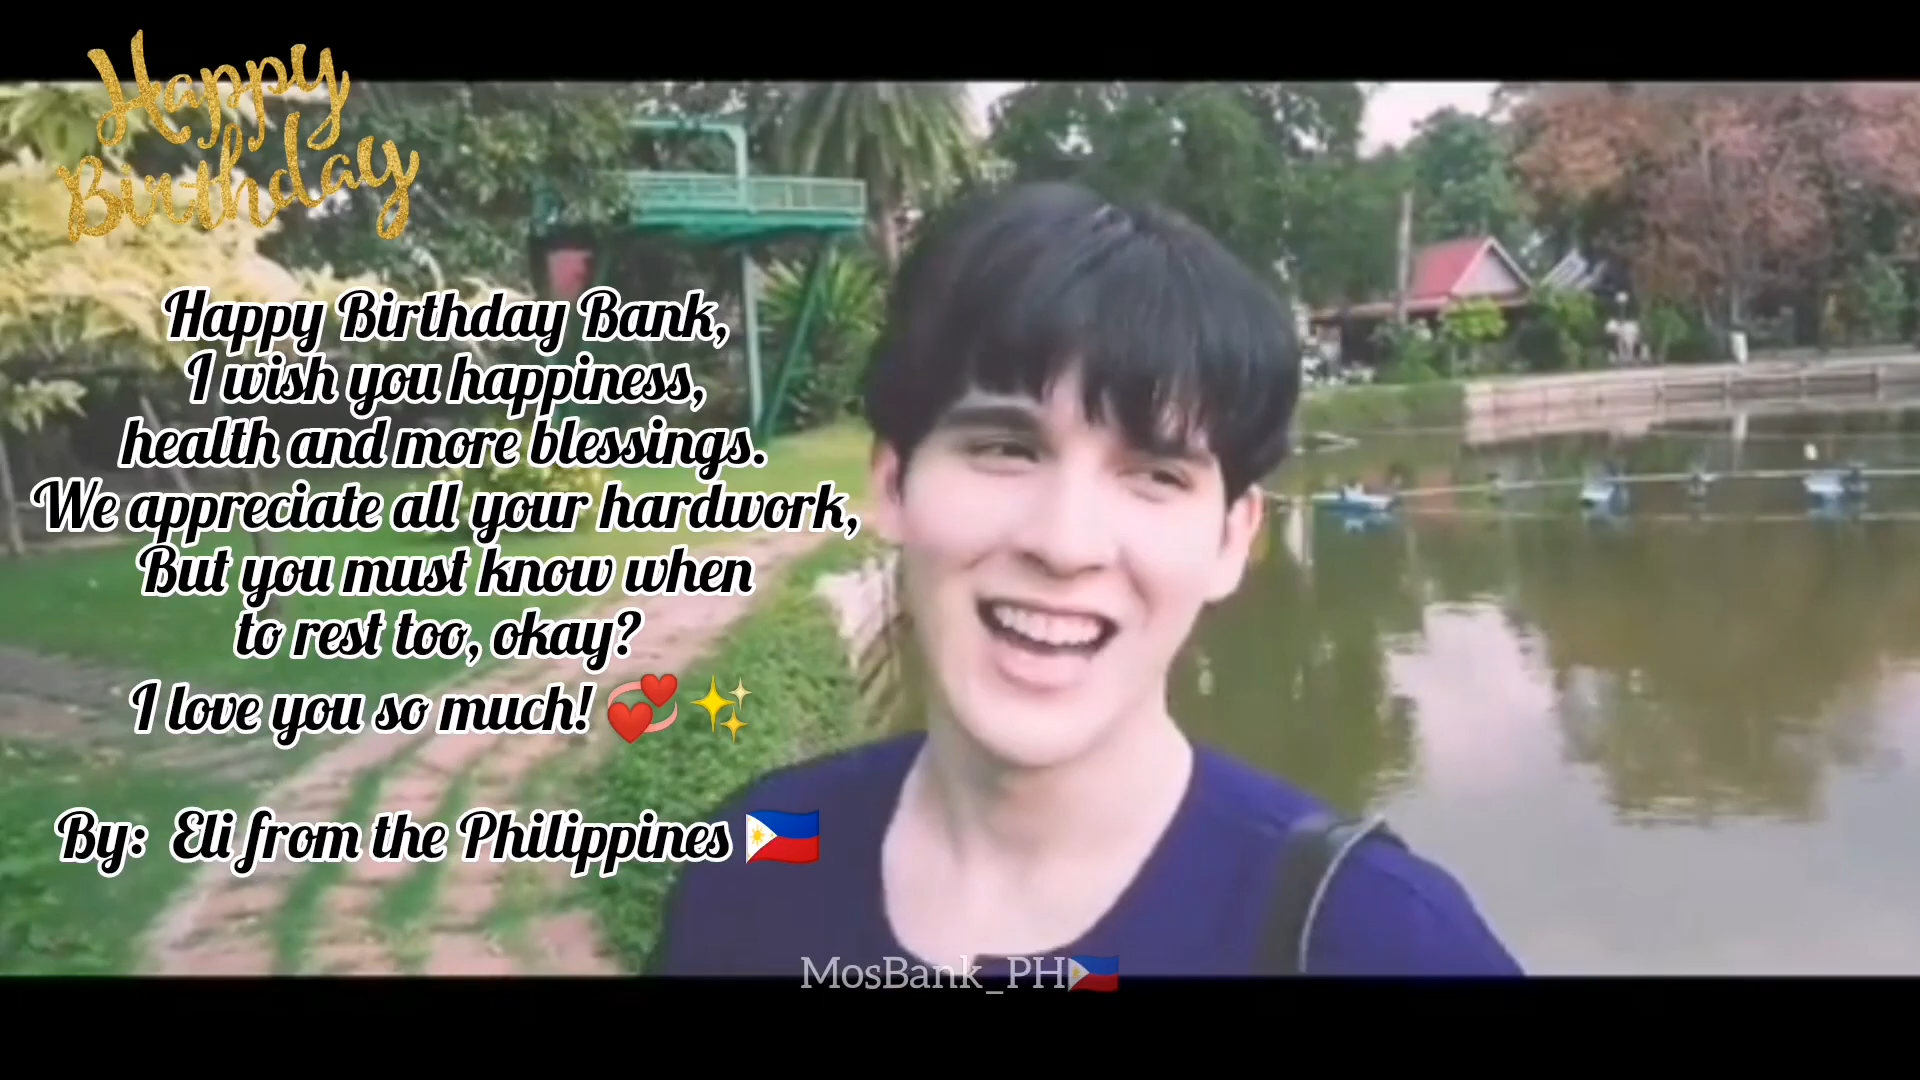 Happy
Birthday
Happy Birthday Bank,
I wish you happiness,
health and more blessings.
We appreciate all your hardwork,
But you must know when
to rest too, okay?
I love you so much! 💞✨
By: Eli from the Philippines 🇵🇭
MosBank_PH🇵🇭